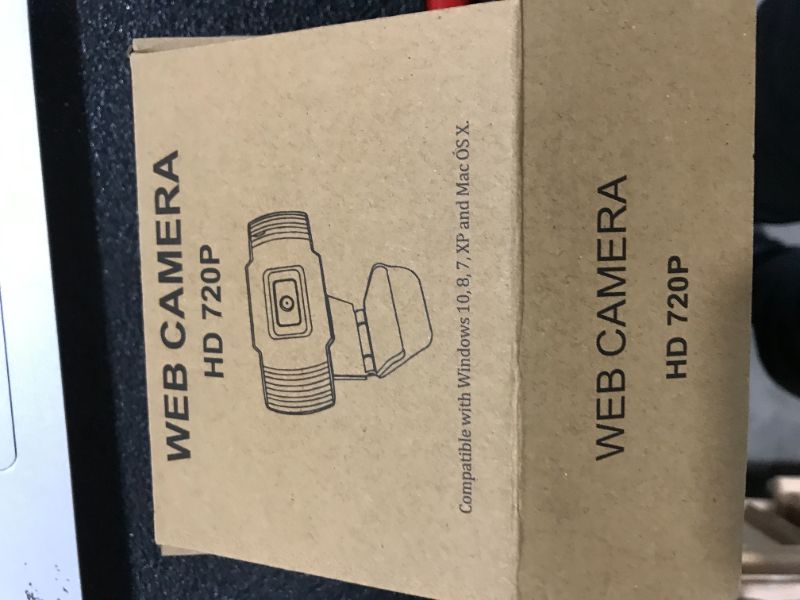 WEB CAMERA
HD 720P
Compatible with Windows 10, 8, 7, XP and Mac OS X.
WEB CAMERA
HD 720P